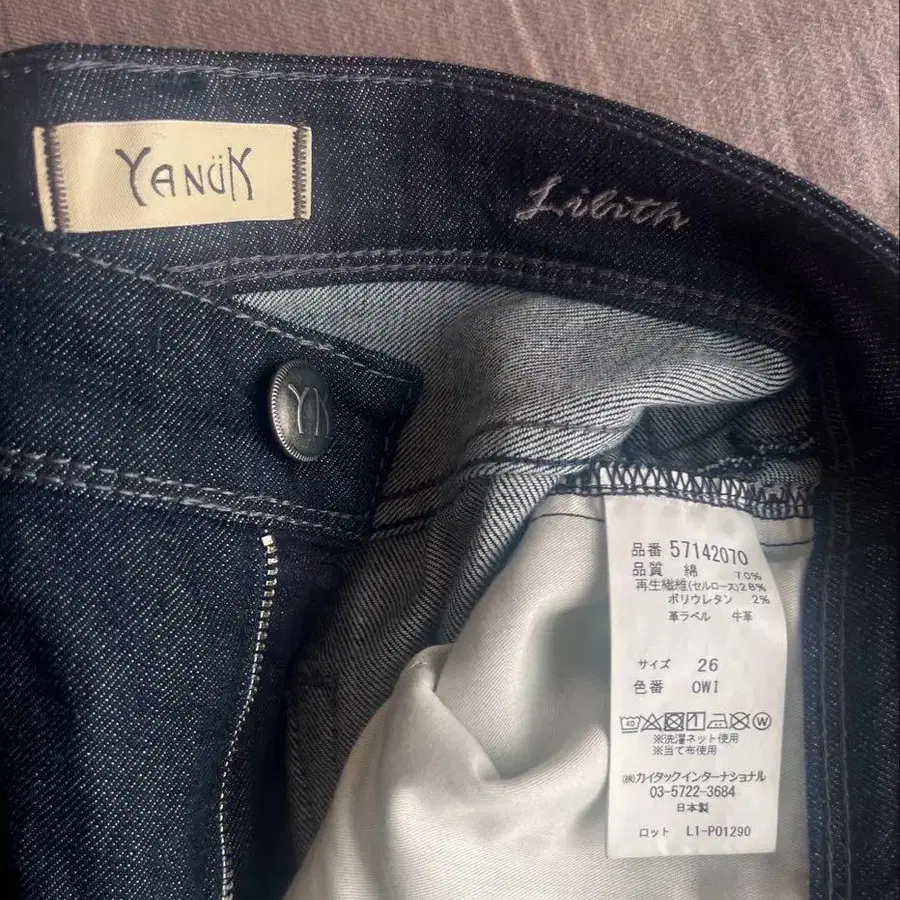 YANÜK
Lilith
YK
品番 57142070
品質 綿 70%
再生繊維(セルロース)28%
ポリウレタン 2%
革ラベル 牛革
サイズ 26
色番 OWI
40
W
※洗濯ネット使用
※当て布使用
㈱カイタックインターナショナル
03-5722-3684
日本製
ロット L1-P01290